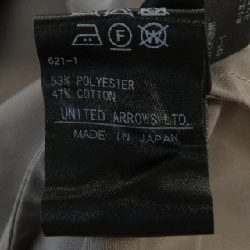 F
621-1
53% POLYESTER
47% COTTON
UNITED ARROWS LTD.
MADE IN JAPAN